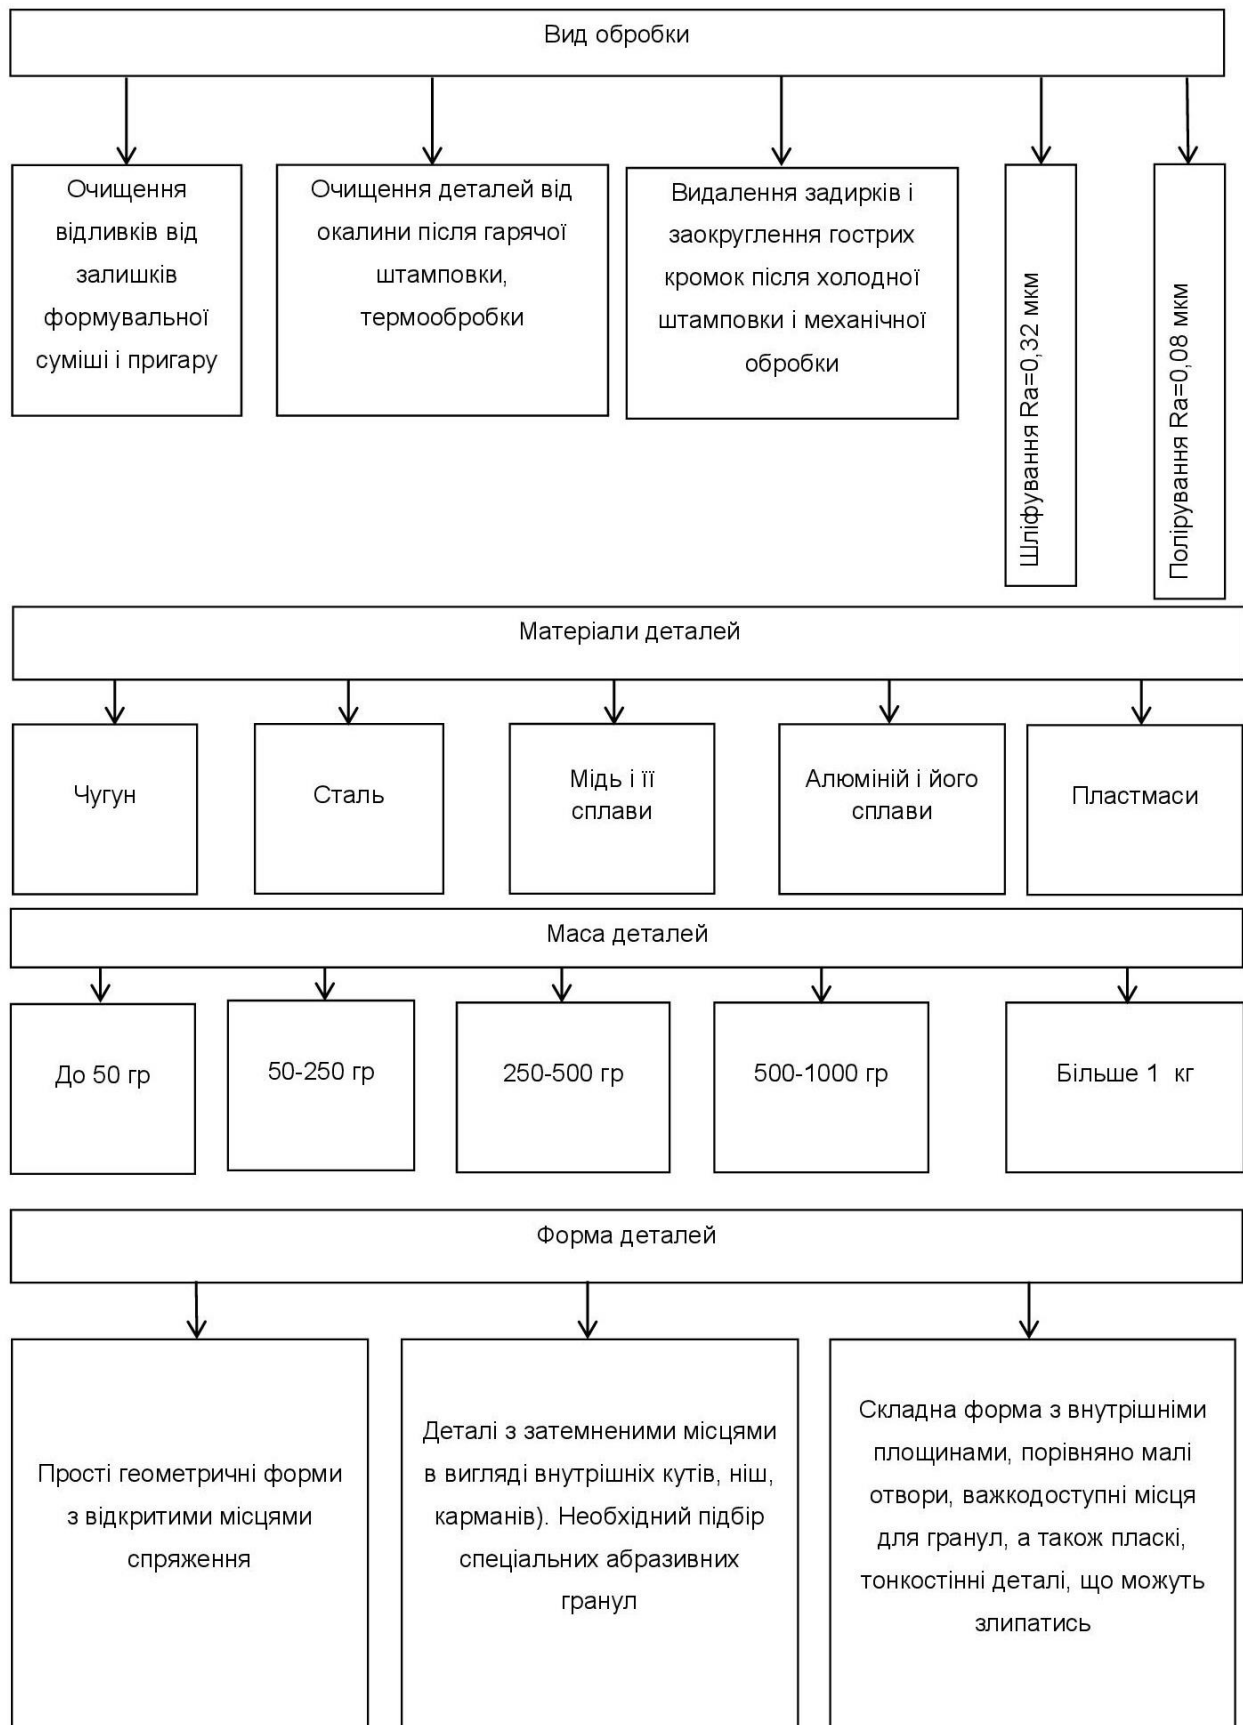 Вид обробки
Очищення
відливків від
залишків
формувальної
суміші і пригару
Очищення деталей від
окалини після гарячої
штамповки,
термообробки
Видалення задирків і
заокруглення гострих
кромок після холодної
штамповки і механічної
обробки
Шліфування Ra=0,32 мкм
Полірування Ra=0,08 мкм
Матеріали деталей
Чугун
Сталь
Мідь і її
сплави
Алюміній і його
сплави
Пластмаси
Маса деталей
До 50 гр
50-250 гр
250-500 гр
500-1000 гр
Більше 1 кг
Форма деталей
Прості геометричні форми
з відкритими місцями
спряження
Деталі з затемненими місцями
в вигляді внутрішніх кутів, ніш,
карманів). Необхідний підбір
спеціальних абразивних
гранул
Складна форма з внутрішніми
площинами, порівняно малі
отвори, важкодоступні місця
для гранул, а також пласкі,
тонкостінні деталі, що можуть
злипатись